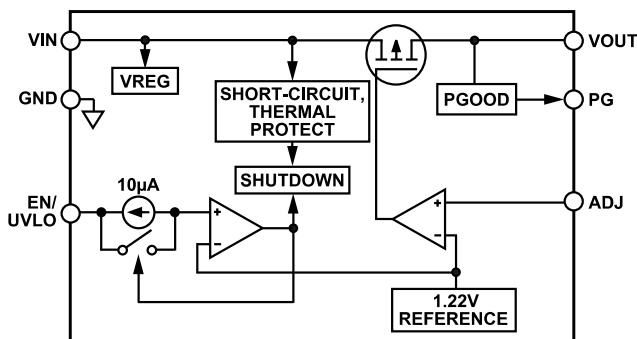 VIN
VOUT
VREG
GND
SHORT-CIRCUIT,
THERMAL
PROTECT
PGOOD
PG
10µA
SHUTDOWN
EN/
UVLO
+
−
+
−
ADJ
1.22V
REFERENCE